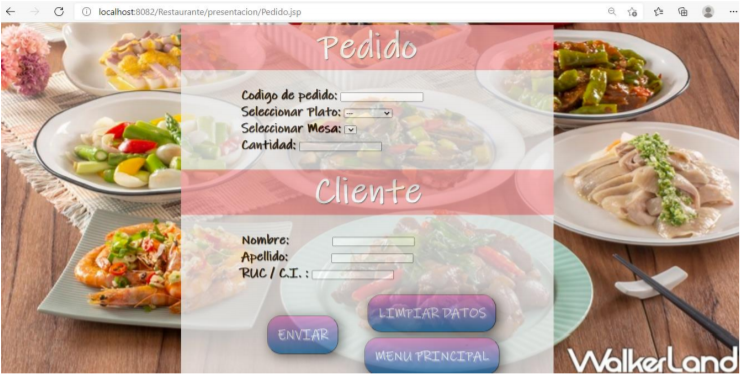 localhost:8082/Restaurante/presentacion/Pedido.jsp
Pedido
Codigo de pedido:
Seleccionar Plato: --
Seleccionar Mesa:
Cantidad:
Cliente
Nombre:
Apellido:
RUC / C.I. :
LIMPIAR DATOS
ENVIAR
MENU PRINCIPAL
WalkerLand